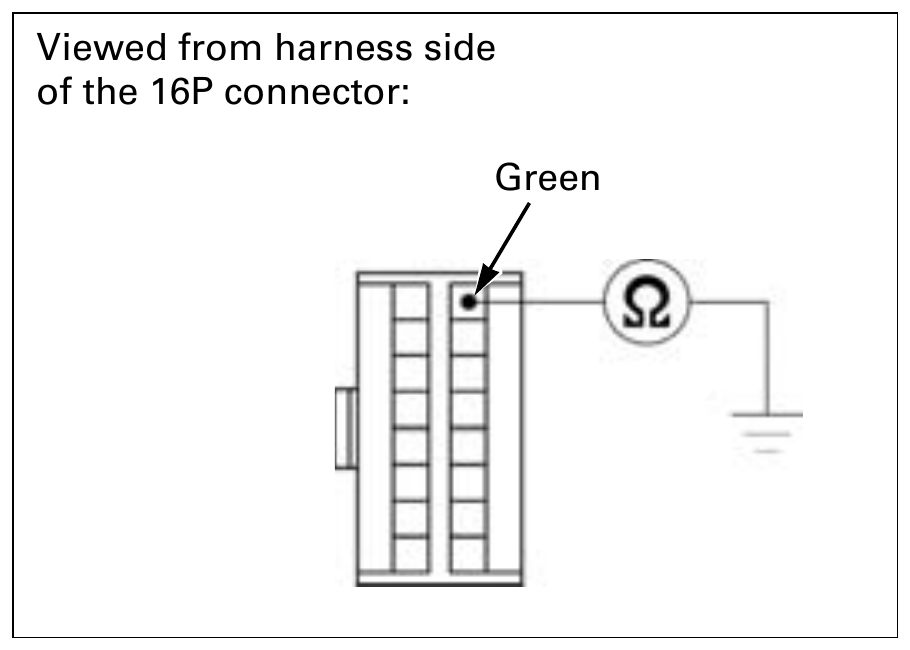 Viewed from harness side
of the 16P connector:
Green
Ω